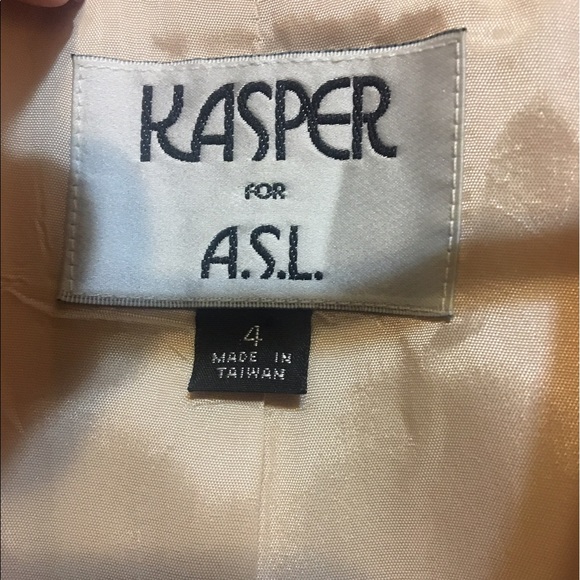 KASPER
FOR
A.S.L.
4
MADE IN
TAIWAN